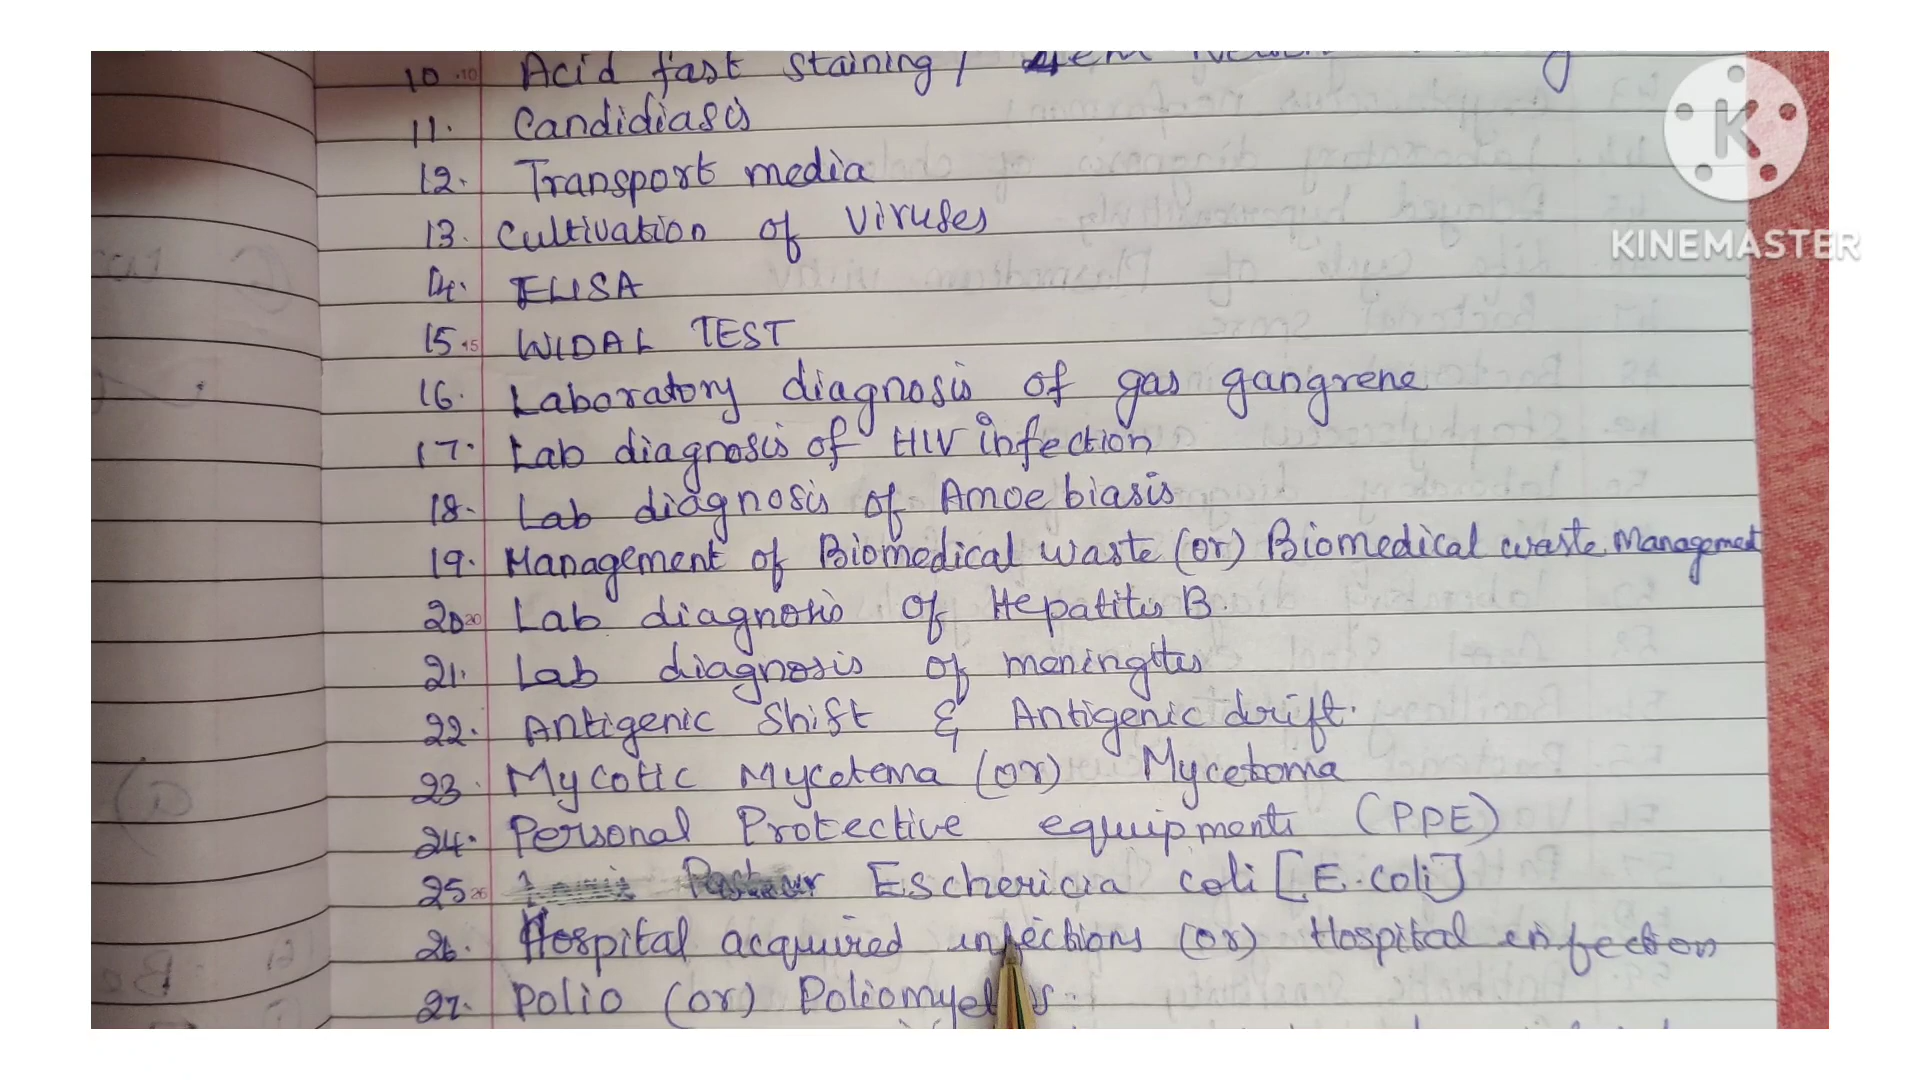 10. Acid fast staining /
11. Candidiasis
12. Transport media
13. Cultivation of Viruses
14. ELISA
15. WIDAL TEST
16. Laboratory diagnosis of gas gangrene
17. Lab diagnosis of HIV infection
18. Lab diagnosis of Amoebiasis
19. Management of Biomedical waste (or) Biomedical waste Management
20. Lab diagnosis of Hepatitis B.
21. Lab diagnosis of meningites
22. Antigenic Shift & Antigenic drift.
23. Mycotic Mycetema (or) Mycetoma
24. Personal Protective equipments (PPE)
25. Eschericia coli [E.coli]
26. Hospital acquired infections (or) Hospital infection
27. Polio (or)
K
KINEMASTER